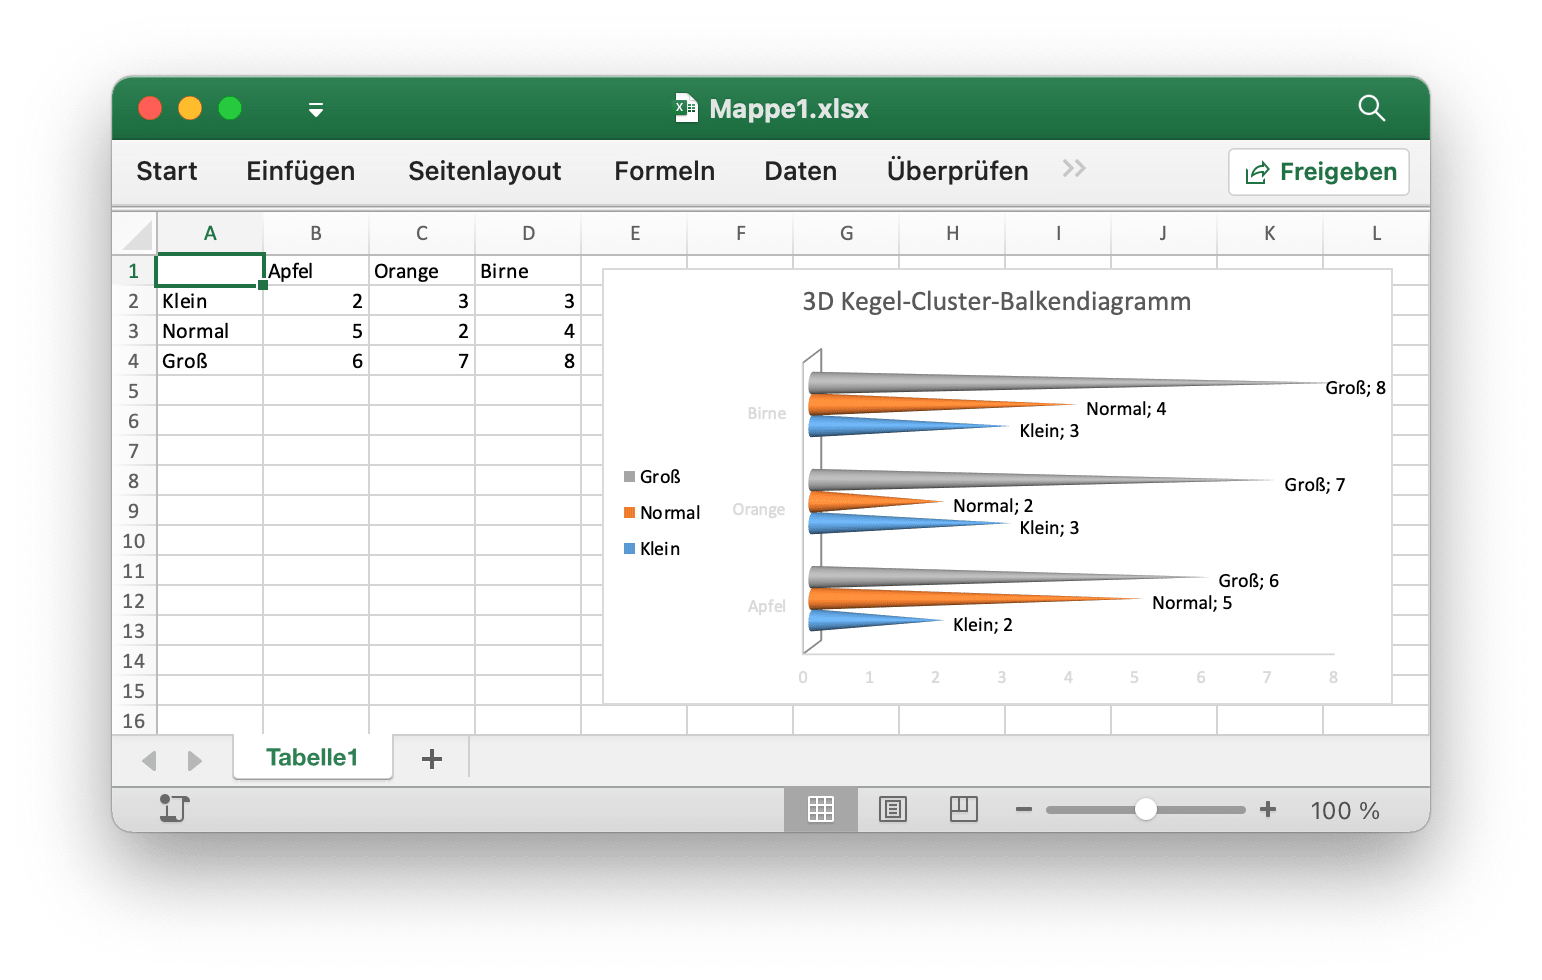 Mappe1.xlsx
Start Einfügen Seitenlayout Formeln Daten Überprüfen Freigeben
A B C D E F G H I J K L
1 Apfel Orange Birne
2 Klein 2 3 3
3 Normal 5 2 4
4 Groß 6 7 8
5
6
7
8
9
10
11
12
13
14
15
16
3D Kegel-Cluster-Balkendiagramm
Groß
Normal
Klein
Birne
Groß; 8
Normal; 4
Klein; 3
Orange
Groß; 7
Normal; 2
Klein; 3
Apfel
Groß; 6
Normal; 5
Klein; 2
0 1 2 3 4 5 6 7 8
Tabelle1
100 %